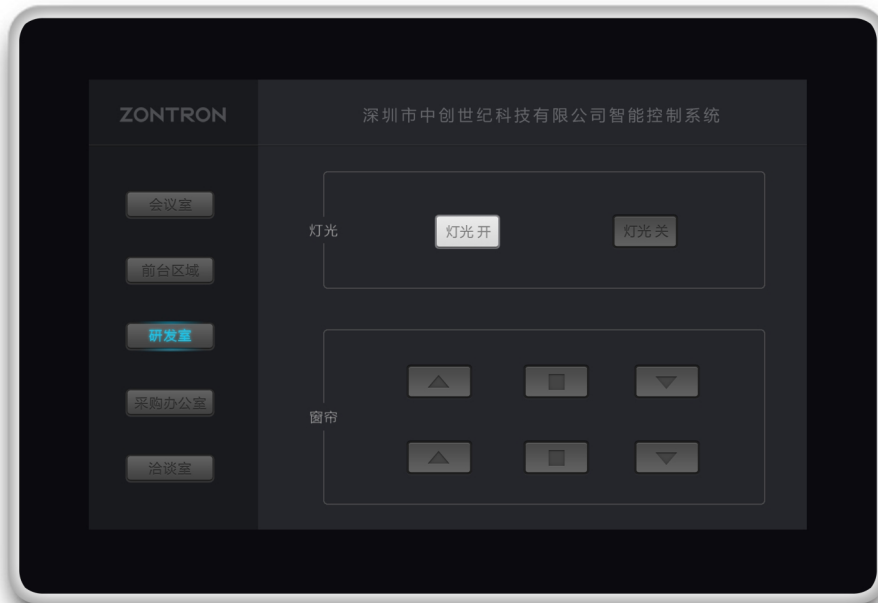 ZONTRON
深圳市中创世纪科技有限公司智能控制系统
会议室
前台区域
研发室
采购办公室
洽谈室
灯光
灯光 开
灯光 关
窗帘